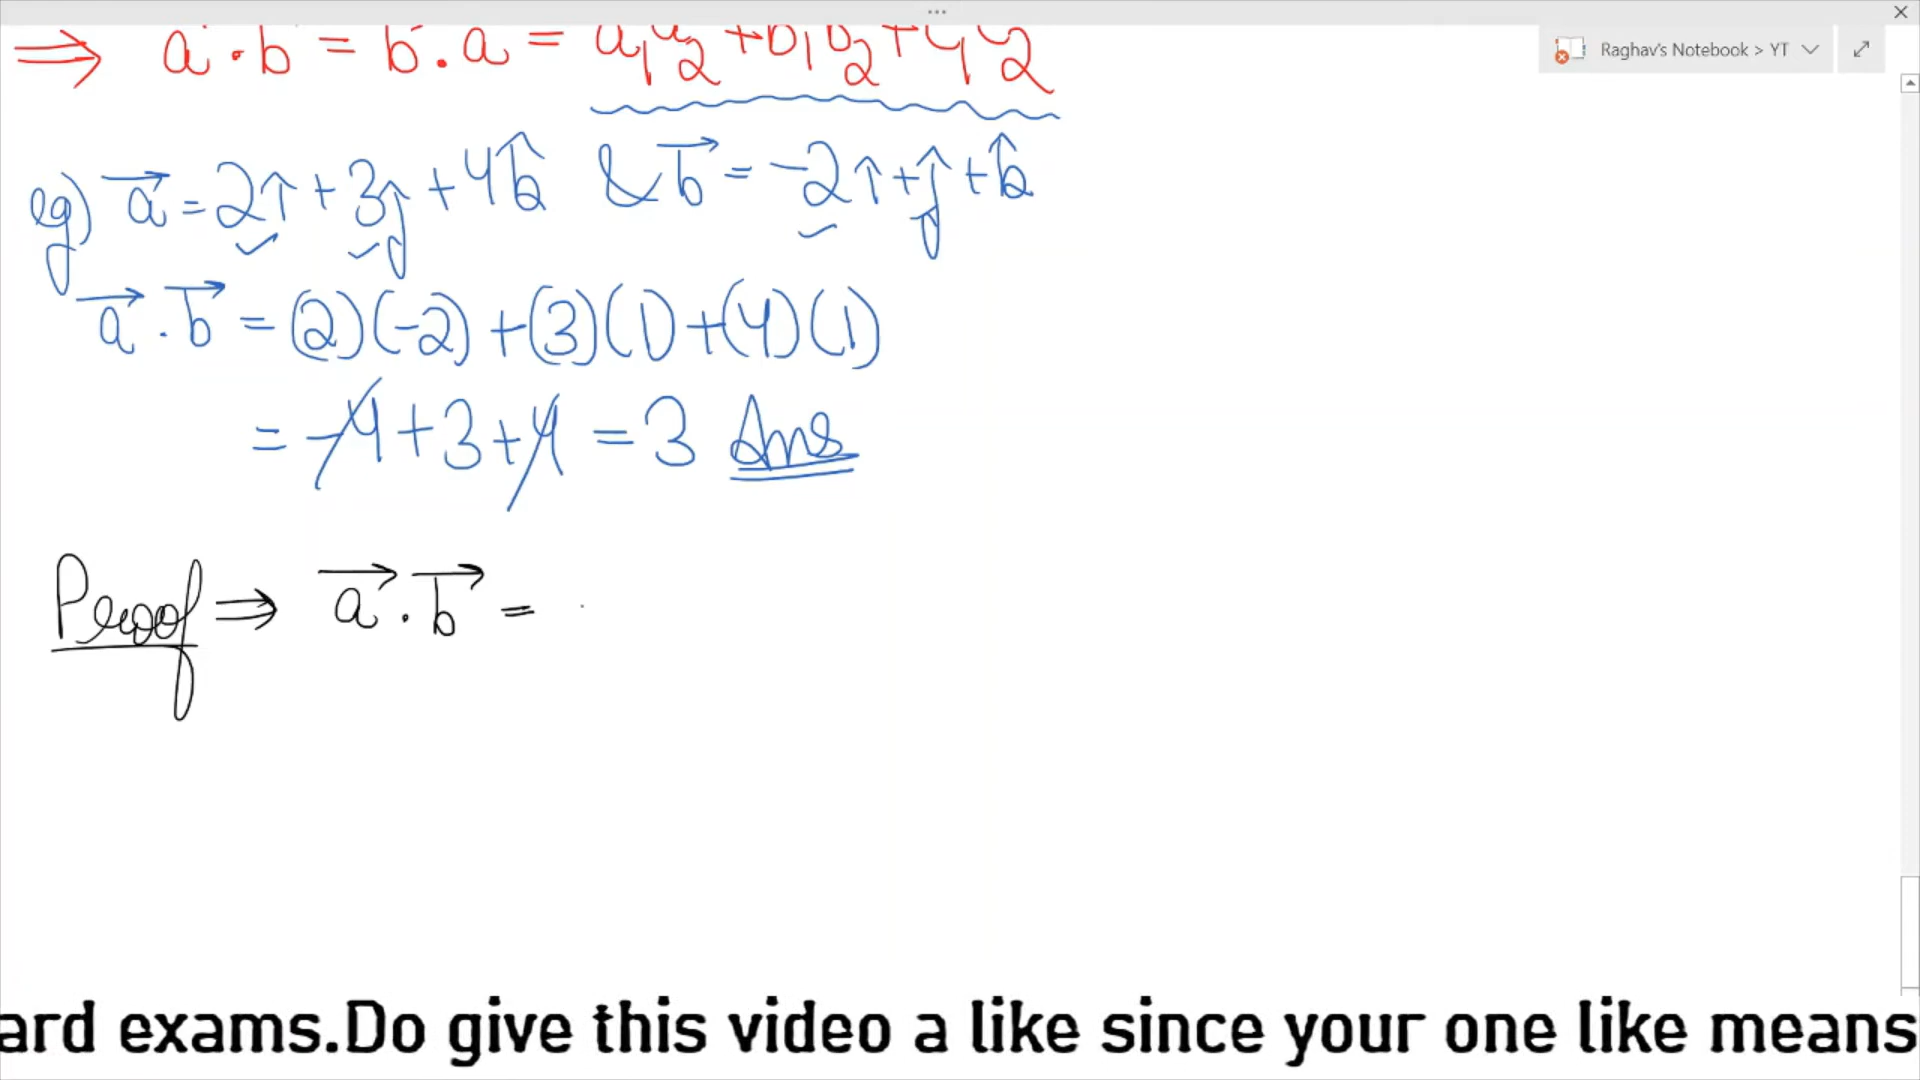 Raghav's Notebook > YT
⇒ a · b = b · a = a₁a₂ + b₁b₂ + c₁c₂
eg) a⃗ = 2î + 3ĵ + 4k̂ & b⃗ = -2î + ĵ + k̂
a⃗ · b⃗ = (2)(-2) + (3)(1) + (4)(1)
= -4 + 3 + 4 = 3 Ans
Proof ⇒ a⃗ · b⃗ =
ard exams.Do give this video a like since your one like means